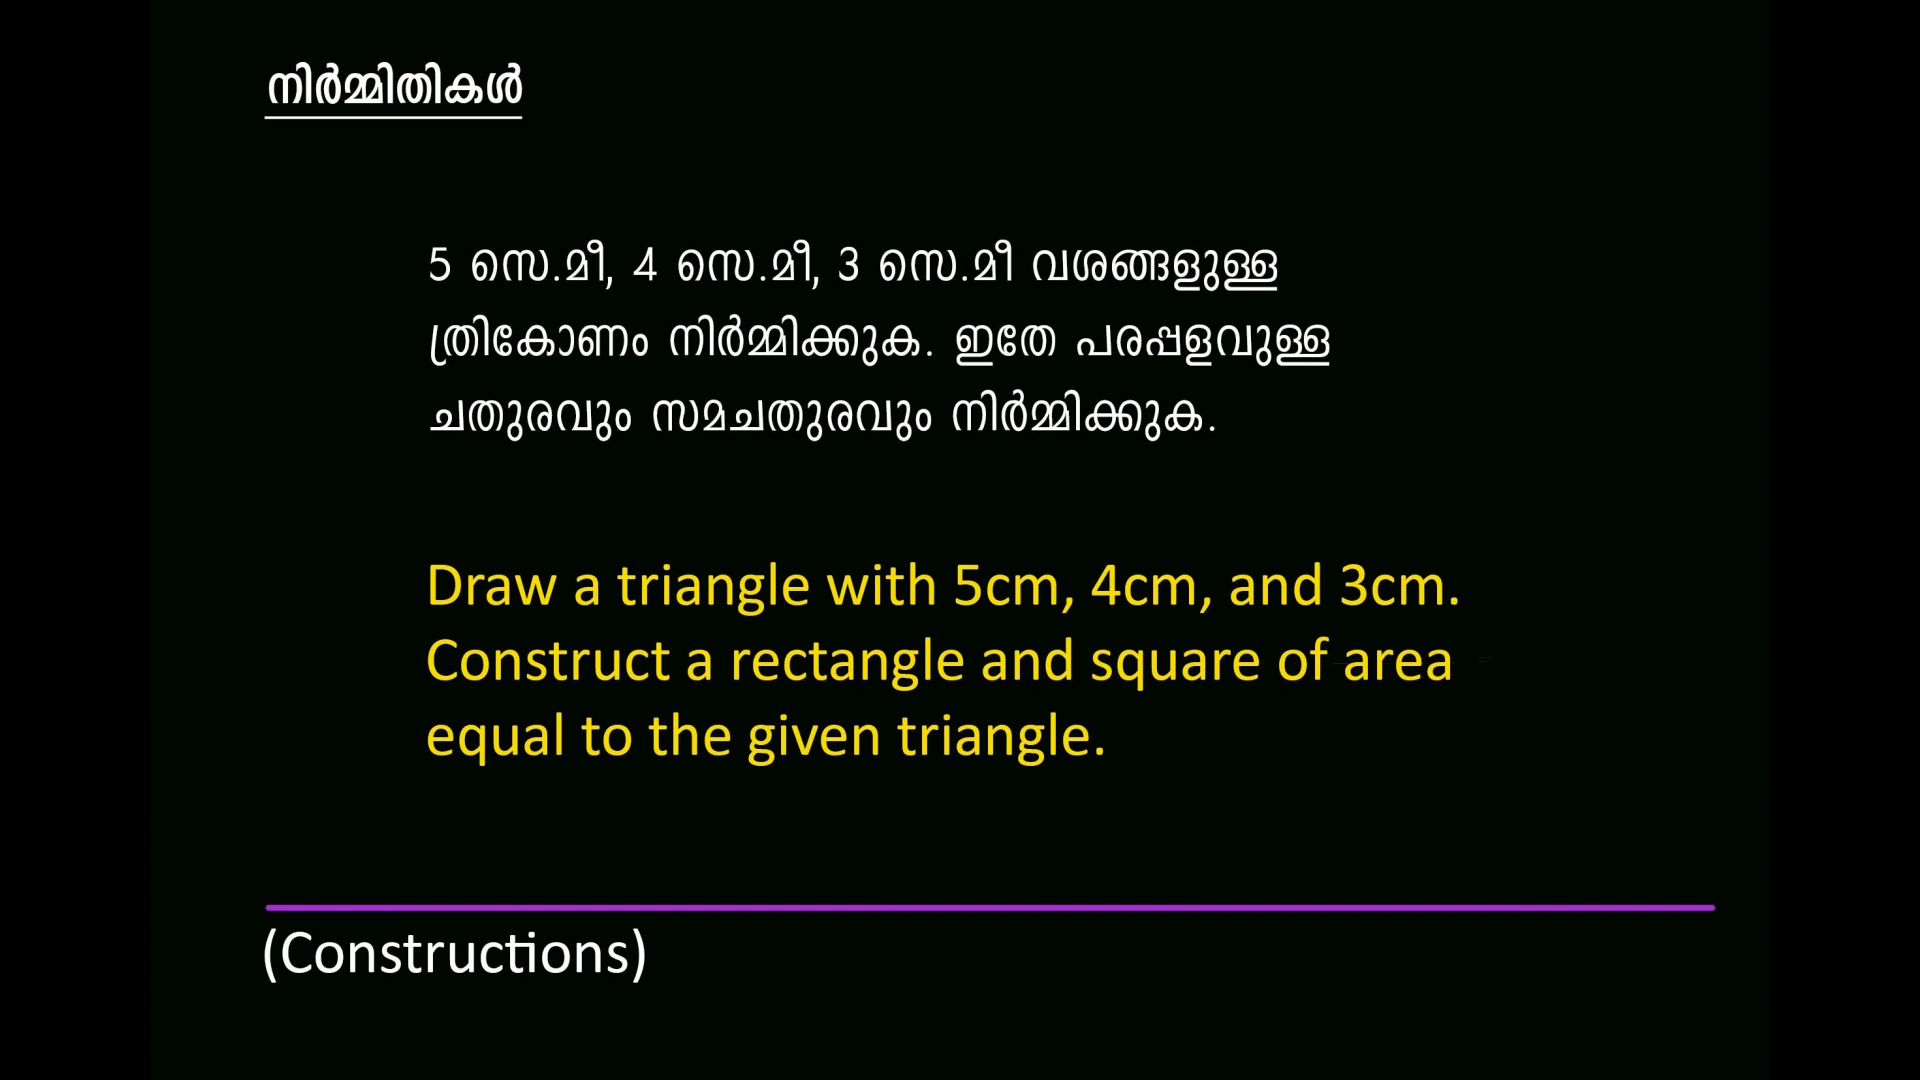 നിർമ്മിതികൾ
5 സെ.മീ, 4 സെ.മീ, 3 സെ.മീ വശങ്ങളുള്ള
ത്രികോണം നിർമ്മിക്കുക. ഇതേ പരപ്പളവുള്ള
ചതുരവും സമചതുരവും നിർമ്മിക്കുക.
Draw a triangle with 5cm, 4cm, and 3cm.
Construct a rectangle and square of area
equal to the given triangle.
(Constructions)